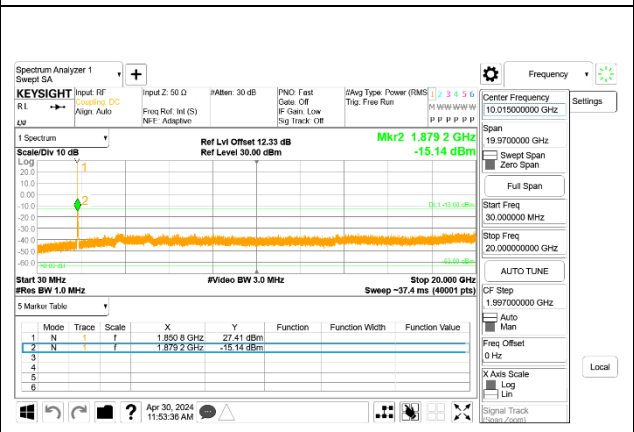 Spectrum Analyzer 1
Swept SA
+
Frequency
KEYSIGHT
RL
Input: RF
Coupling: DC
Align: Auto
Input Z: 50 Ω
Freq Ref: Int (S)
NFE: Adaptive
#Atten: 30 dB
PNO: Fast
Gate: Off
IF Gain: Low
Sig Track: Off
#Avg Type: Power (RMS
Trig: Free Run
1 2 3 4 5 6
M W W W W W
P P P P P P
1 Spectrum
Scale/Div 10 dB
Ref Lvl Offset 12.33 dB
Ref Level 30.00 dBm
Mkr2 1.879 2 GHz
-15.14 dBm
Log
1
20.0
10.0
0.00
2
-10.0
DL1 -13.00 dBm
-20.0
-30.0
-40.0
-50.0
-60.0
Start 30 MHz
#Res BW 1.0 MHz
#Video BW 3.0 MHz
Stop 20.000 GHz
Sweep ~37.4 ms (40001 pts)
5 Marker Table
Mode Trace Scale X Y Function Function Width Function Value
1 N 1 f 1.850 8 GHz 27.41 dBm
2 N 1 f 1.879 2 GHz -15.14 dBm
3
4
5
6
Apr 30, 2024
11:53:36 AM
?
Center Frequency
10.015000000 GHz
Settings
Span
19.9700000 GHz
Swept Span
Zero Span
Full Span
Start Freq
30.000000 MHz
Stop Freq
20.000000000 GHz
AUTO TUNE
CF Step
1.997000000 GHz
Auto
Man
Freq Offset
0 Hz
Local
X Axis Scale
Log
Lin
Signal Track
(Span Zoom)